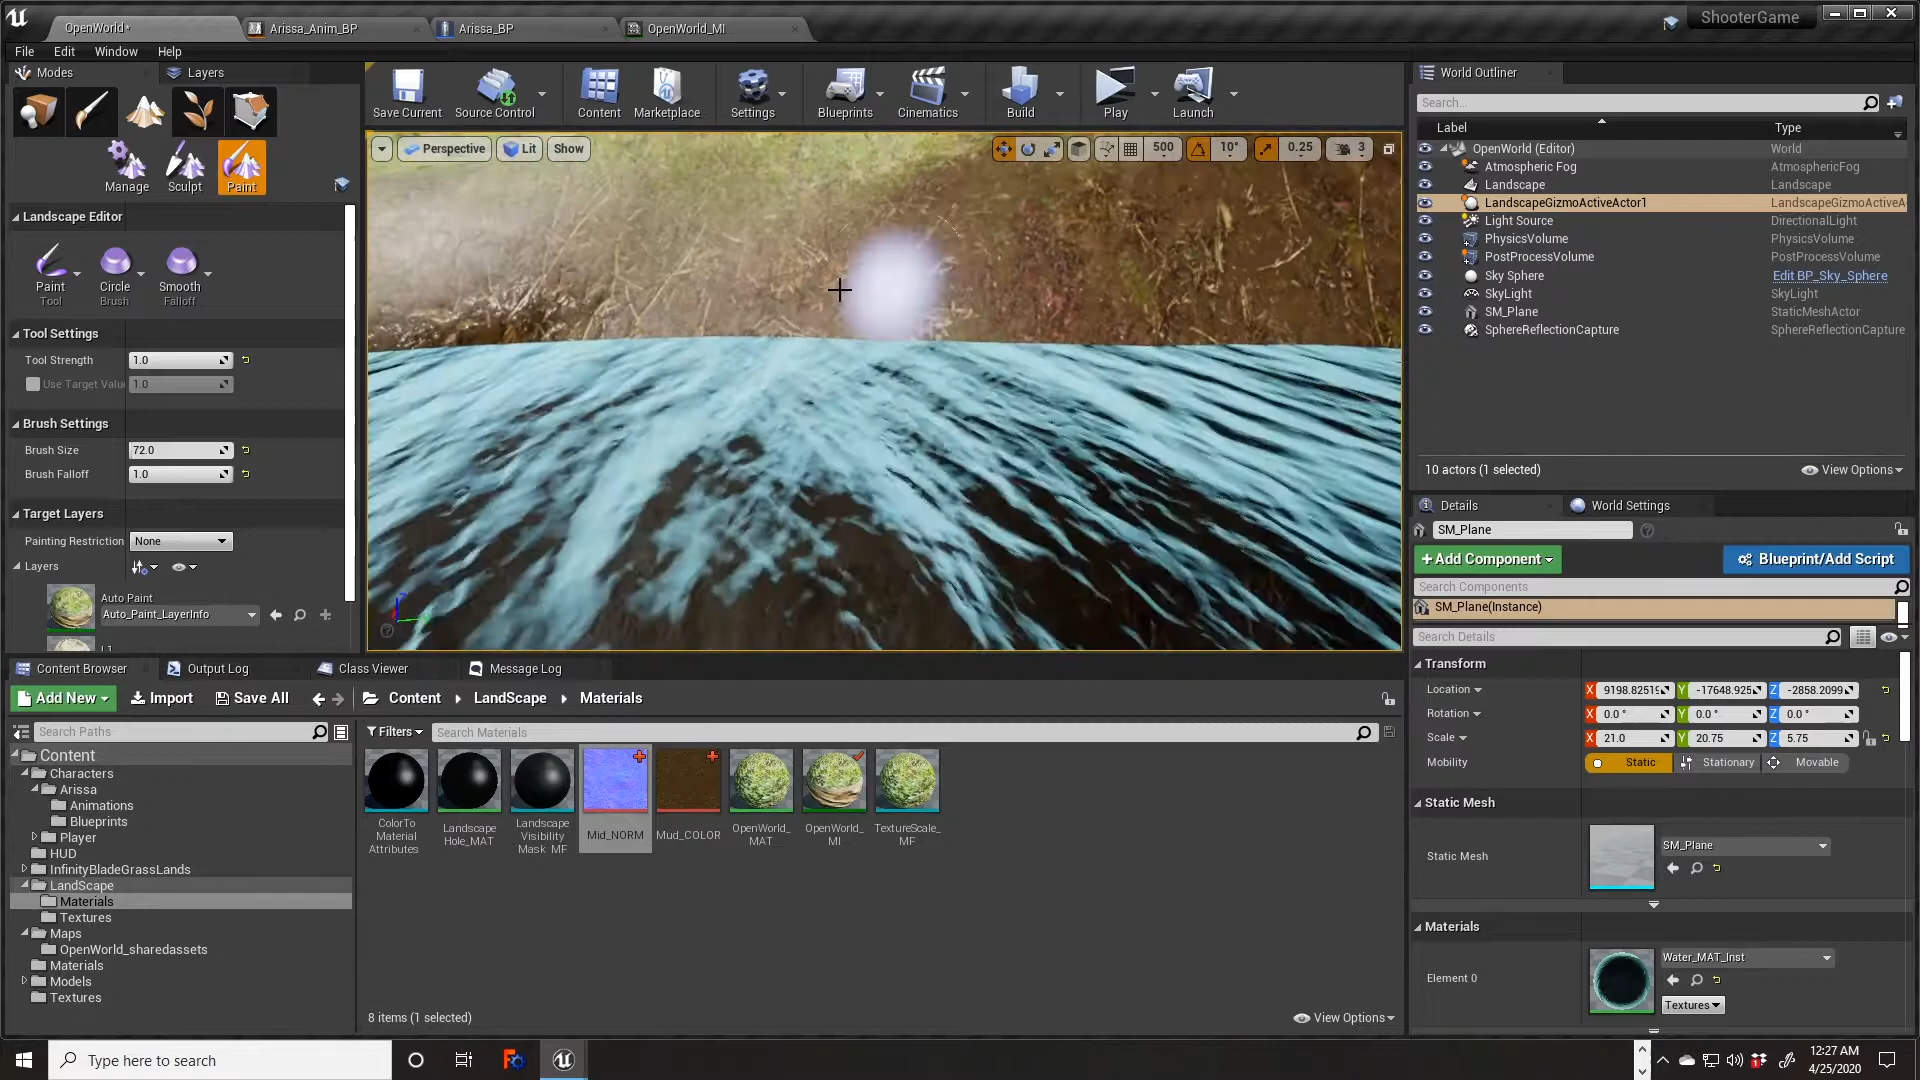 OpenWorld*
Arissa_Anim_BP
Arissa_BP
OpenWorld_MI
ShooterGame
File Edit Window Help
Modes
Layers
Save Current
Source Control
Content
Marketplace
Settings
Blueprints
Cinematics
Build
Play
Launch
Manage
Sculpt
Paint
Landscape Editor
Paint
Tool
Circle
Brush
Smooth
Falloff
Tool Settings
Tool Strength 1.0
Use Target Valu 1.0
Brush Settings
Brush Size 72.0
Brush Falloff 1.0
Target Layers
Painting Restriction None
Layers
Auto Paint
Auto_Paint_LayerInfo
Perspective
Lit
Show
500
10°
0.25
3
World Outliner
Search...
Label Type
OpenWorld (Editor) World
Atmospheric Fog AtmosphericFog
Landscape Landscape
LandscapeGizmoActiveActor1 LandscapeGizmoActiveA
Light Source DirectionalLight
PhysicsVolume PhysicsVolume
PostProcessVolume PostProcessVolume
Sky Sphere Edit BP_Sky_Sphere
SkyLight SkyLight
SM_Plane StaticMeshActor
SphereReflectionCapture SphereReflectionCapture
10 actors (1 selected)
View Options
Details
World Settings
SM_Plane
+Add Component
Blueprint/Add Script
Search Components
SM_Plane(Instance)
Search Details
Transform
Location X 9198.8251 Y -17648.925 Z -2858.2099
Rotation X 0.0 ° Y 0.0 ° Z 0.0 °
Scale X 21.0 Y 20.75 Z 5.75
Mobility Static Stationary Movable
Static Mesh
Static Mesh
SM_Plane
Materials
Element 0
Water_MAT_Inst
Textures
Content Browser
Output Log
Class Viewer
Message Log
Add New
Import
Save All
Content
LandScape
Materials
Search Paths
Filters
Search Materials
Content
Characters
Arissa
Animations
Blueprints
Player
HUD
InfinityBladeGrassLands
LandScape
Materials
Textures
Maps
OpenWorld_sharedassets
Materials
Models
Textures
ColorTo
Material
Attributes
Landscape
Hole_MAT
Landscape
Visibility
Mask_MF
Mid_NORM
Mud_COLOR
OpenWorld_
MAT
OpenWorld_
MI
TextureScale_
MF
8 items (1 selected)
View Options
Type here to search
12:27 AM
4/25/2020